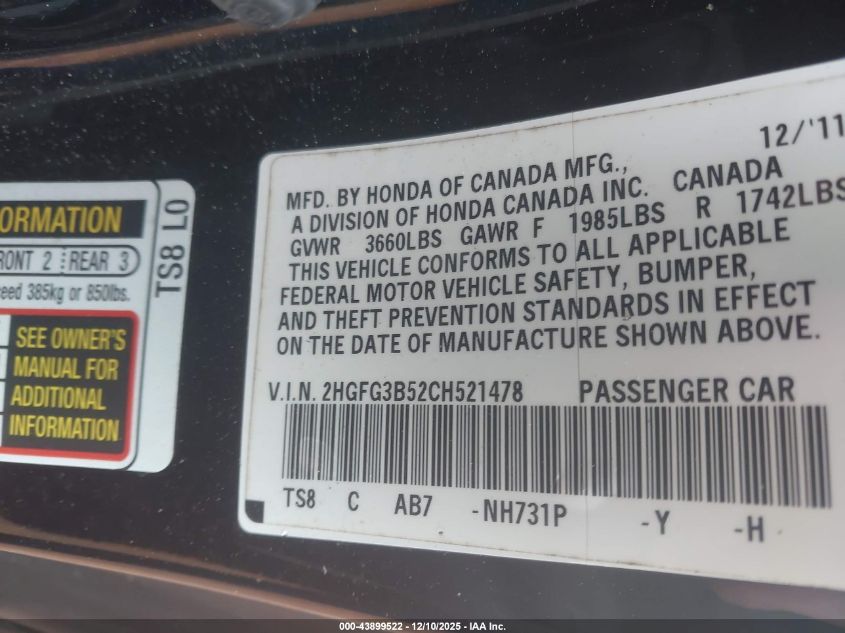 ORMATION
RONT 2 REAR 3
eed 385kg or 850lbs.
SEE OWNER'S
MANUAL FOR
ADDITIONAL
INFORMATION
TS8 L0
12/'11
MFD. BY HONDA OF CANADA MFG.,
A DIVISION OF HONDA CANADA INC. CANADA
GVWR 3660LBS GAWR F 1985LBS R 1742LBS
THIS VEHICLE CONFORMS TO ALL APPLICABLE
FEDERAL MOTOR VEHICLE SAFETY, BUMPER,
AND THEFT PREVENTION STANDARDS IN EFFECT
ON THE DATE OF MANUFACTURE SHOWN ABOVE.
V.I.N. 2HGFG3B52CH521478 PASSENGER CAR
TS8 C AB7 -NH731P -Y -H
000-43899522 - 12/10/2025 - IAA Inc.